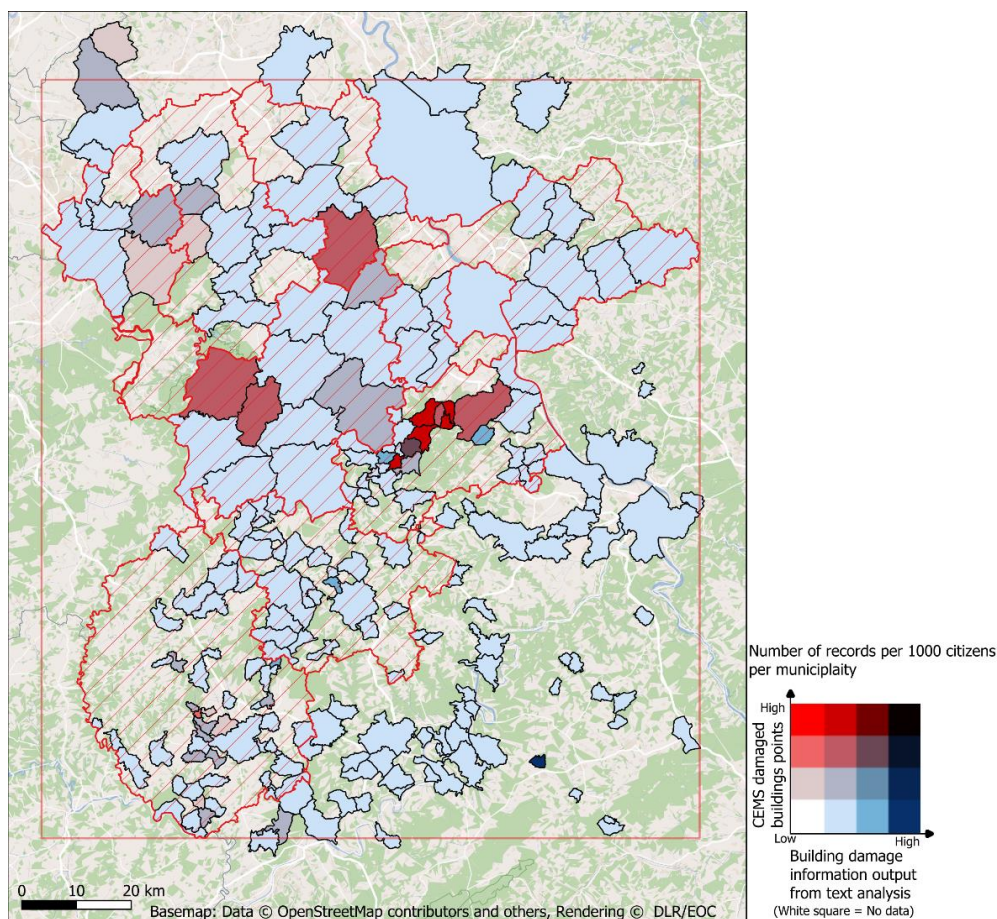 Number of records per 1000 citizens
per municiplaity
High
CEMS damaged
buildings points
Low
High
Building damage
information output
from text analysis
(White square = No data)
0 10 20 km
Basemap: Data © OpenStreetMap contributors and others, Rendering © DLR/EOC